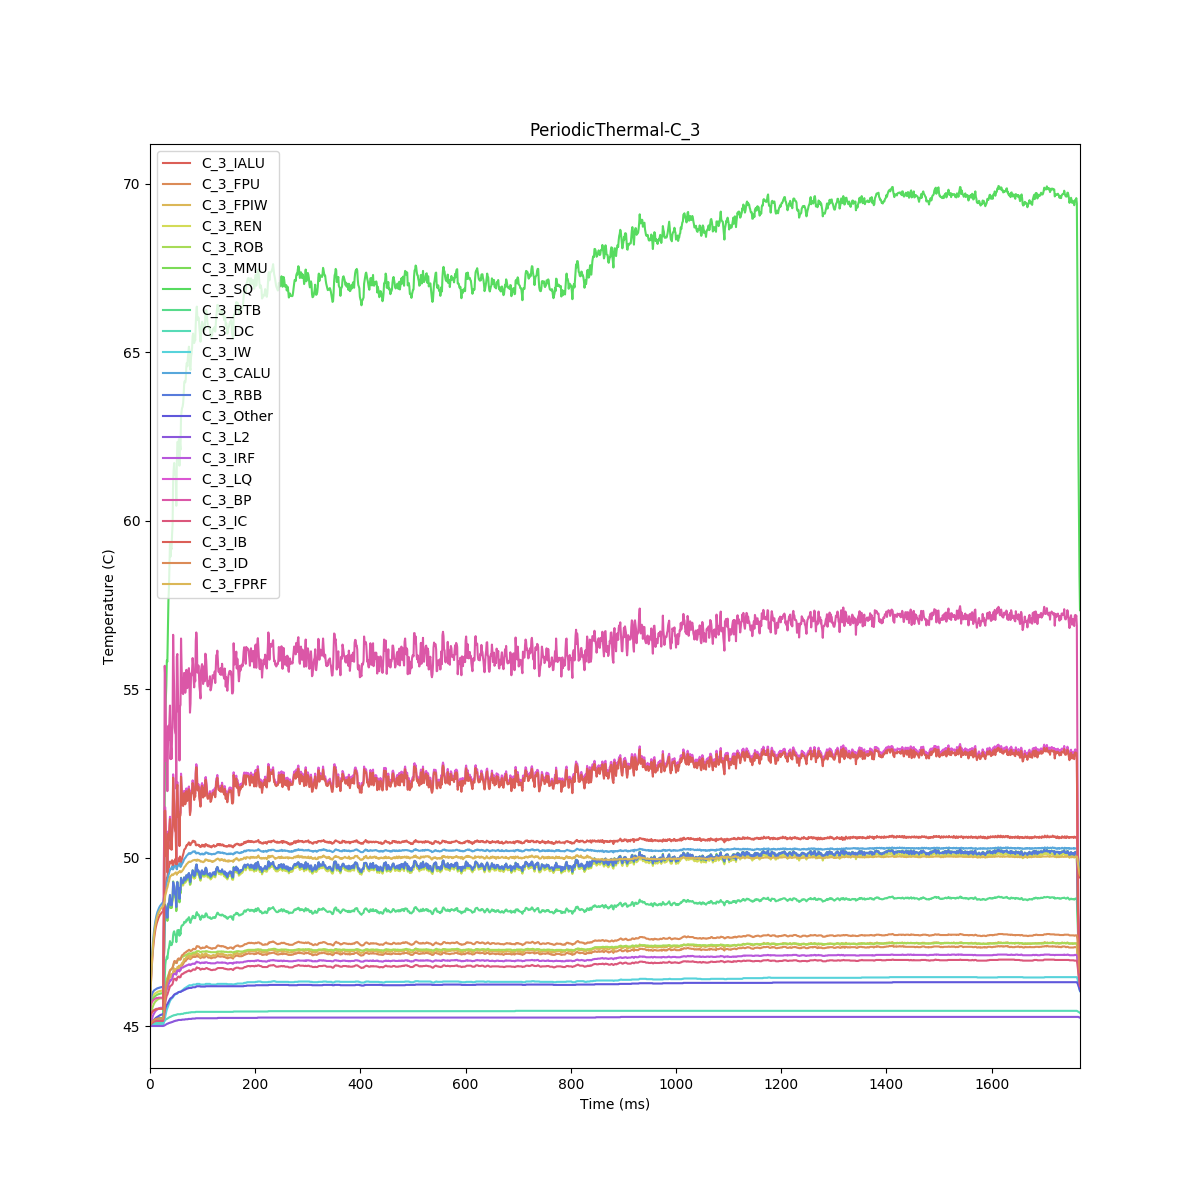 PeriodicThermal-C_3
C_3_IALU
C_3_FPU
C_3_FPIW
C_3_REN
C_3_ROB
C_3_MMU
C_3_SQ
C_3_BTB
C_3_DC
C_3_IW
C_3_CALU
C_3_RBB
C_3_Other
C_3_L2
C_3_IRF
C_3_LQ
C_3_BP
C_3_IC
C_3_IB
C_3_ID
C_3_FPRF
70
65
60
55
50
45
Temperature (C)
0 200 400 600 800 1000 1200 1400 1600
Time (ms)